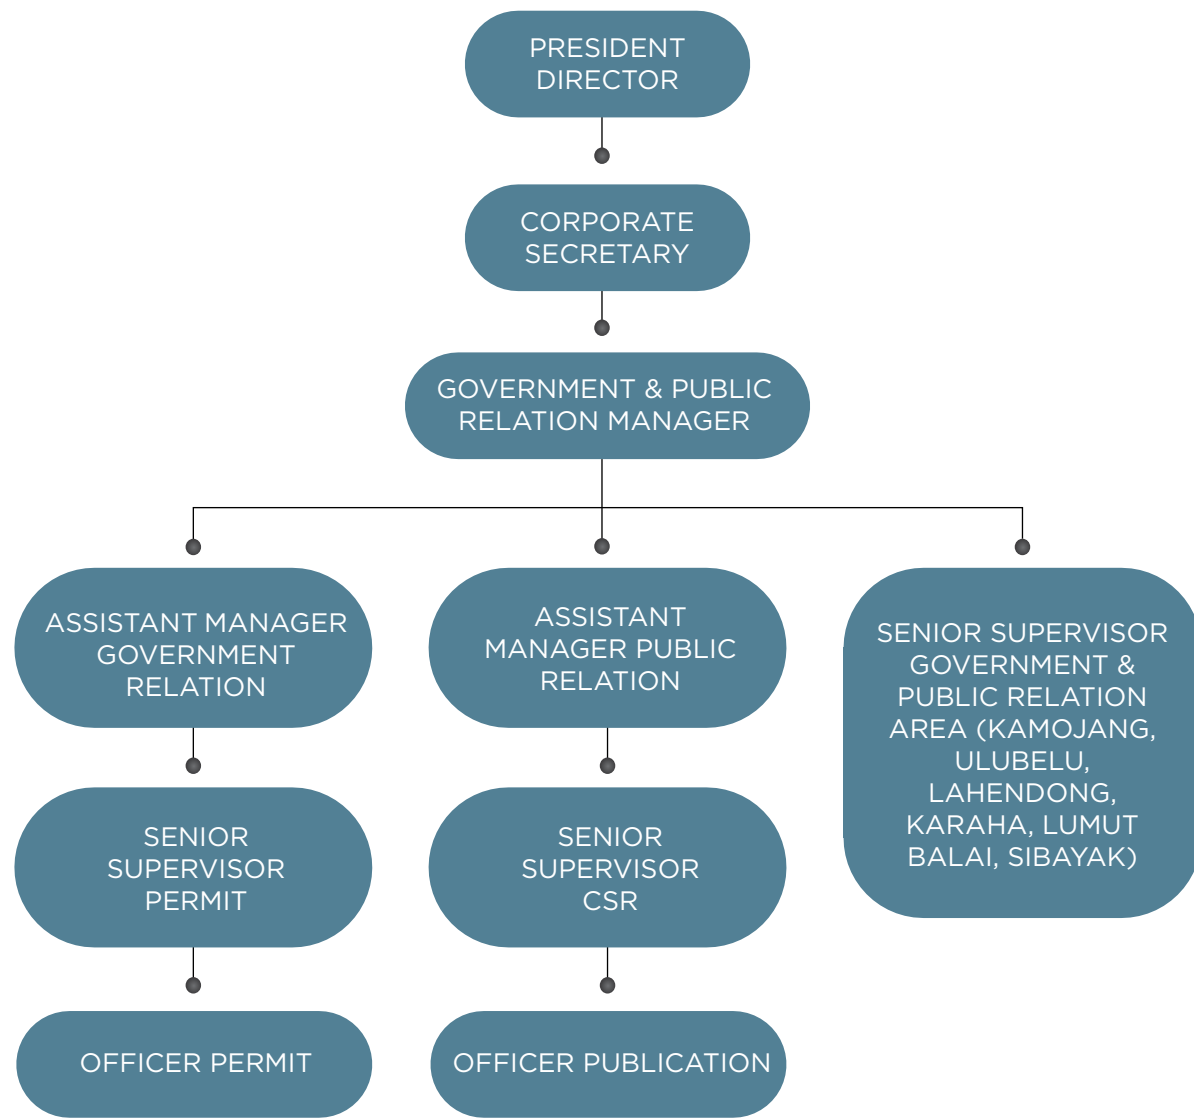 PRESIDENT
DIRECTOR
CORPORATE
SECRETARY
GOVERNMENT & PUBLIC
RELATION MANAGER
ASSISTANT MANAGER
GOVERNMENT
RELATION
ASSISTANT
MANAGER PUBLIC
RELATION
SENIOR SUPERVISOR
GOVERNMENT &
PUBLIC RELATION
AREA (KAMOJANG,
ULUBELU,
LAHENDONG,
KARAHA, LUMUT
BALAI, SIBAYAK)
SENIOR
SUPERVISOR
PERMIT
SENIOR
SUPERVISOR
CSR
OFFICER PERMIT
OFFICER PUBLICATION